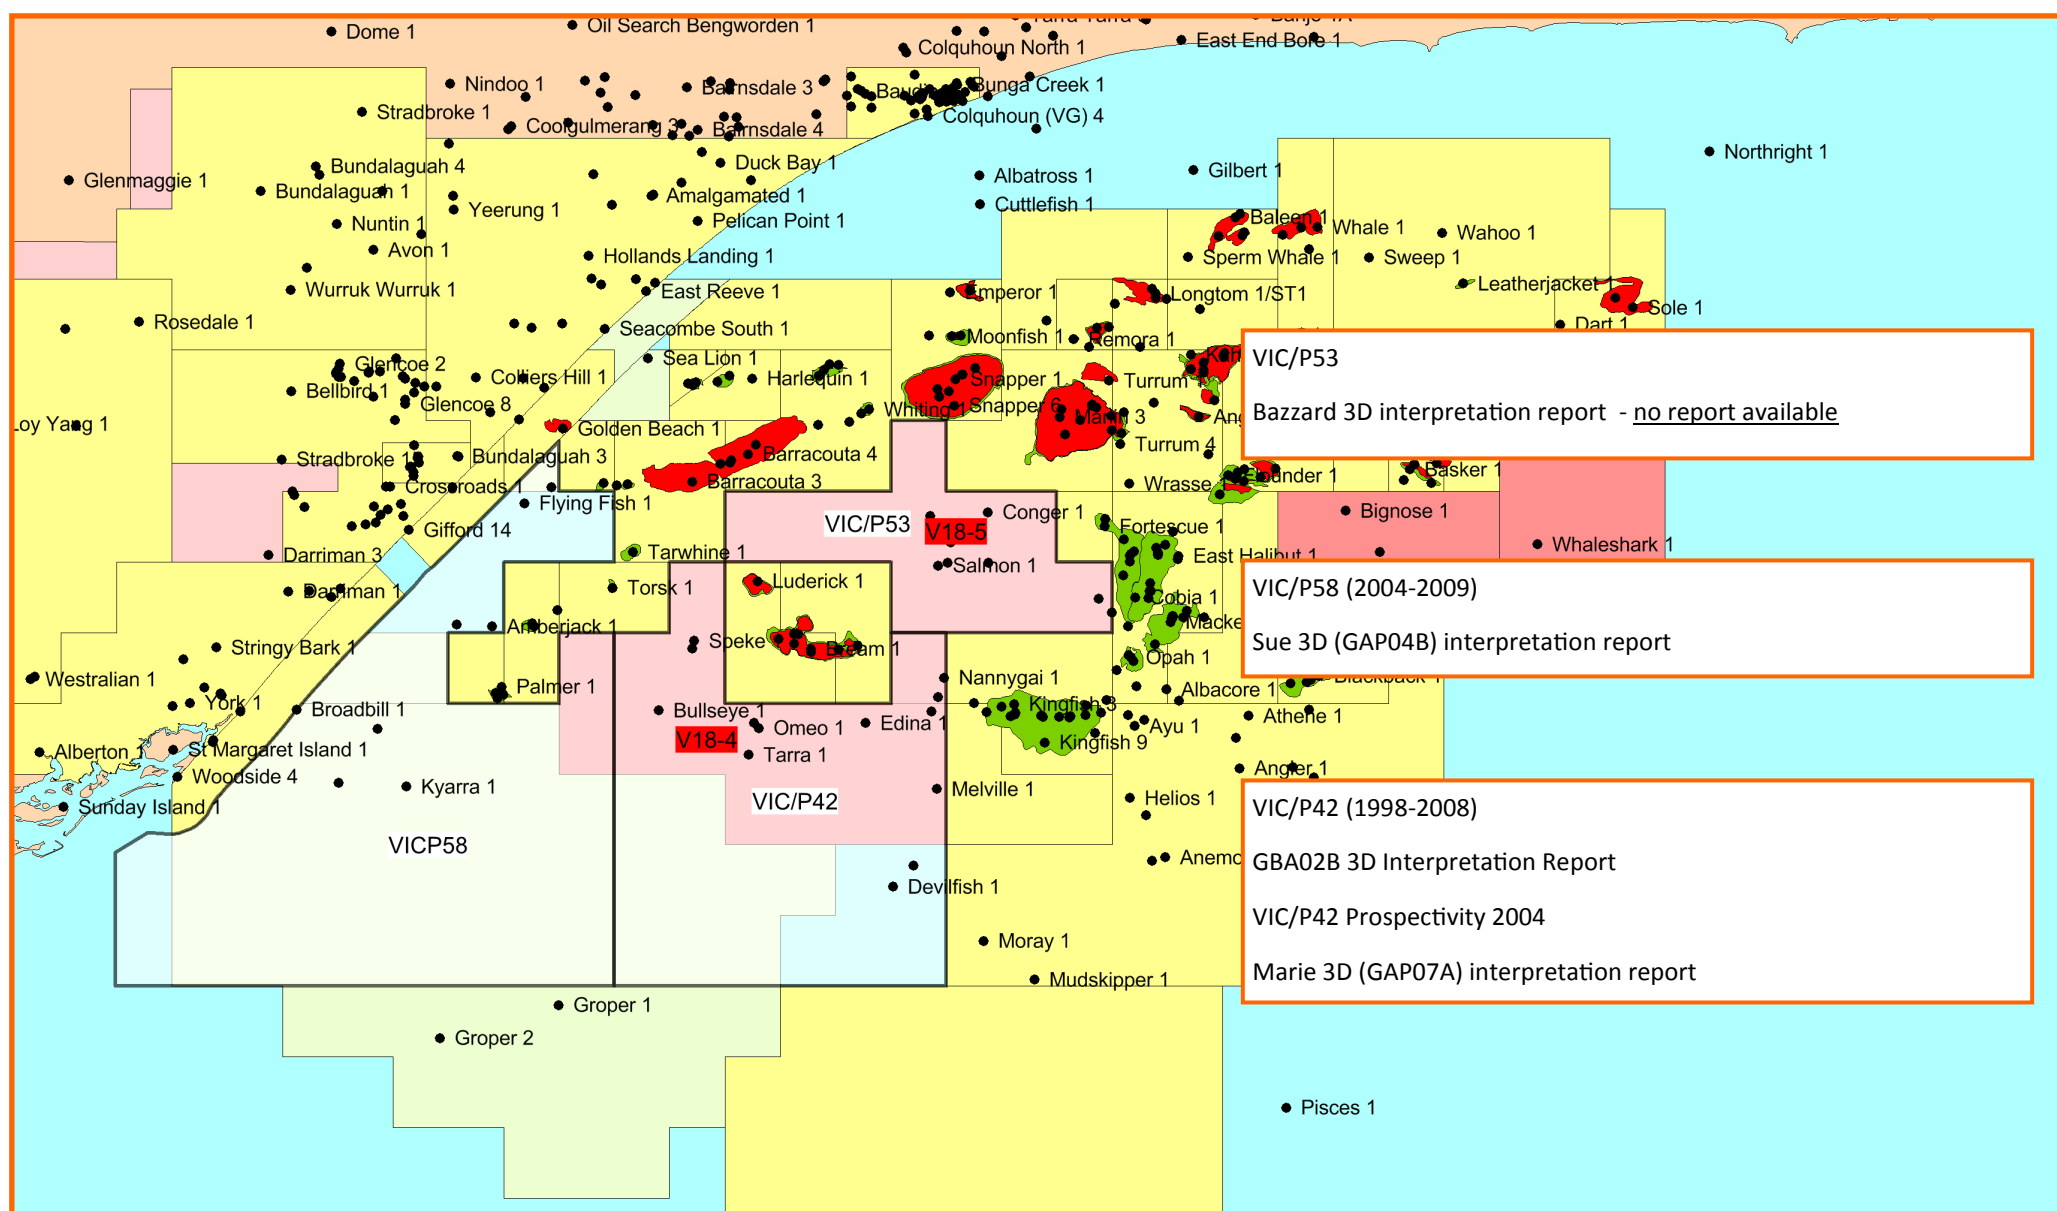 Dome 1
Oil Search Bengworden 1
Colquhoun North 1
East End Bore 1
Nindoo 1
Bairnsdale 3
Bunga Creek 1
Stradbroke 1
Coolgulmerang 3
Bairnsdale 4
Colquhoun (VG) 4
Northright 1
Bundalaguah 4
Duck Bay 1
Albatross 1
Gilbert 1
Glenmaggie 1
Bundalaguah 1
Amalgamated 1
Cuttlefish 1
Yeerung 1
Pelican Point 1
Baleen 1
Whale 1
Wahoo 1
Nuntin 1
Avon 1
Hollands Landing 1
Sperm Whale 1
Sweep 1
Wurruk Wurruk 1
East Reeve 1
Emperor 1
Longtom 1/ST1
Leatherjacket 1
Sole 1
Rosedale 1
Seacombe South 1
Moonfish 1
Remora 1
Dart 1
Glencoe 2
Sea Lion 1
Harlequin 1
Snapper 1
Turrum
Bellbird 1
Colliers Hill 1
Glencoe 8
Whiting 1
Snapper 6
Marlin 3
Loy Yang 1
Golden Beach 1
Turrum 4
Stradbroke 1
Bundalaguah 3
Barracouta 4
Flounder 1
Basker 1
Crossroads 1
Barracouta 3
Wrasse 1
Flying Fish 1
VIC/P53
V18-5
Conger 1
Bignose 1
Gifford 14
Fortescue 1
Darriman 3
Tarwhine 1
Salmon 1
East Halibut 1
Whaleshark 1
Darriman 1
Torsk 1
Luderick 1
Cobia 1
Amberjack 1
Stringy Bark 1
Speke
Bream 1
Opah 1
Westralian 1
Palmer 1
Nannygai 1
Albacore 1
Blackback 1
York 1
Broadbill 1
Bullseye 1
Omeo 1
Edina 1
Kingfish 3
Ayu 1
Athene 1
Alberton 1
St Margaret Island 1
V18-4
Tarra 1
Kingfish 9
Woodside 4
Kyarra 1
VIC/P42
Melville 1
Angler 1
Sunday Island 1
Helios 1
VICP58
Devilfish 1
Moray 1
Mudskipper 1
Groper 1
Groper 2
Pisces 1
VIC/P53
Bazzard 3D interpretation report - no report available
VIC/P58 (2004-2009)
Sue 3D (GAP04B) interpretation report
VIC/P42 (1998-2008)
GBA02B 3D Interpretation Report
VIC/P42 Prospectivity 2004
Marie 3D (GAP07A) interpretation report